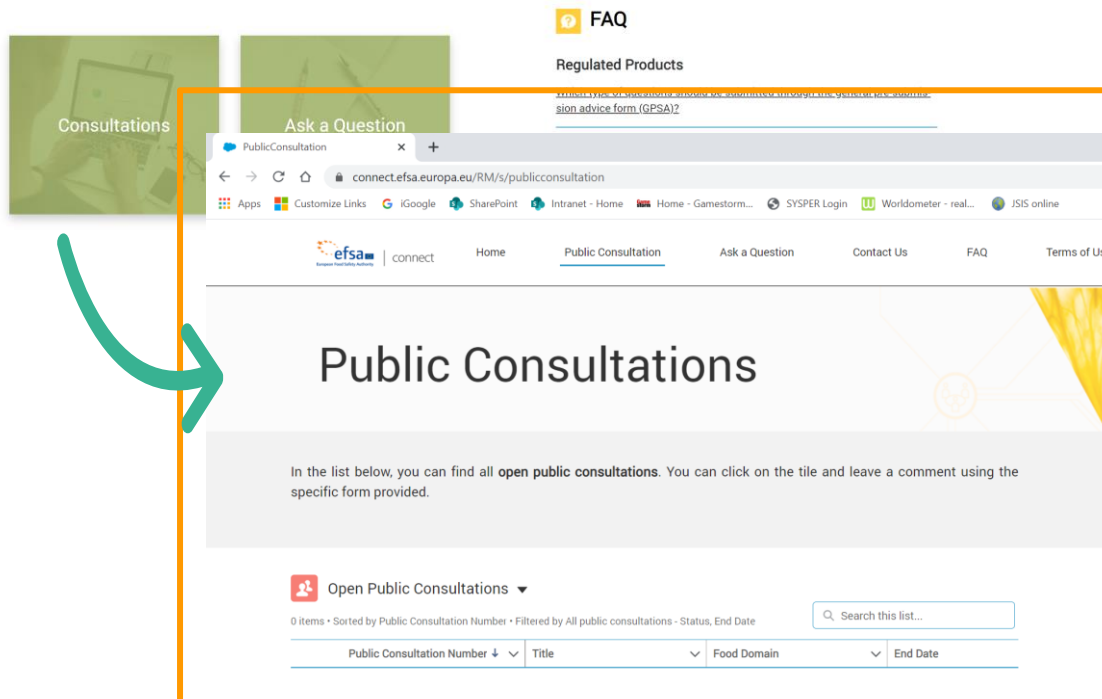 FAQ
Regulated Products
Which type of questions should be submitted through the general pre-submis-
sion advice form (GPSA)?
Consultations
Ask a Question
PublicConsultation
connect.efsa.europa.eu/RM/s/publicconsultation
Apps Customize Links iGoogle SharePoint Intranet - Home Home - Gamestorm... SYSPER Login Worldometer - real... JSIS online
efsa connect Home Public Consultation Ask a Question Contact Us FAQ Terms of Us
European Food Safety Authority
Public Consultations
In the list below, you can find all open public consultations. You can click on the tile and leave a comment using the
specific form provided.
Open Public Consultations
0 items • Sorted by Public Consultation Number • Filtered by All public consultations - Status, End Date
Search this list...
Public Consultation Number Title Food Domain End Date